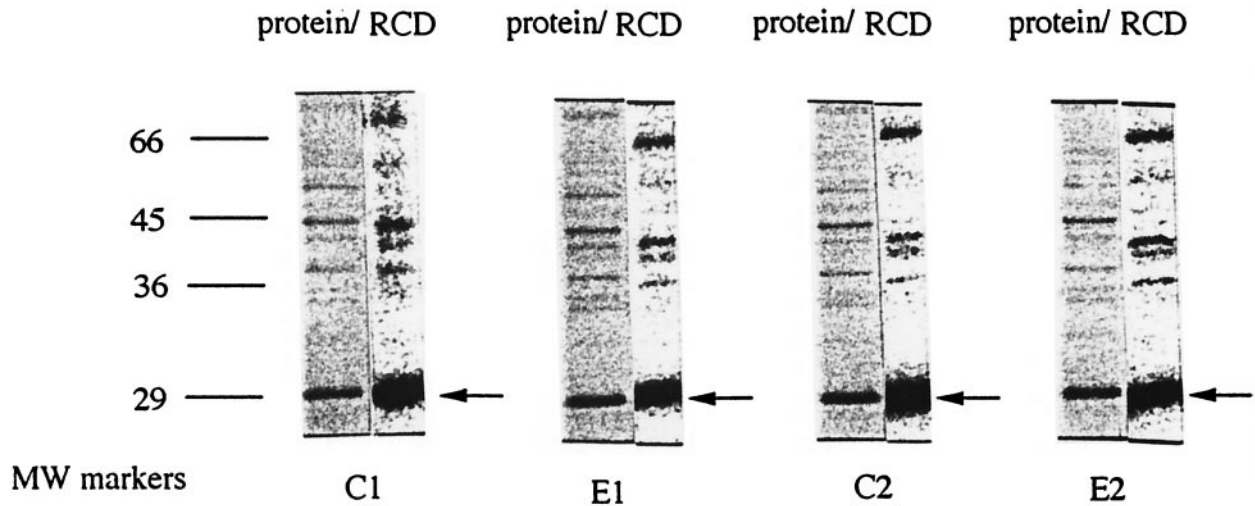 protein/ RCD protein/ RCD protein/ RCD protein/ RCD
66
45
36
29
MW markers C1 E1 C2 E2